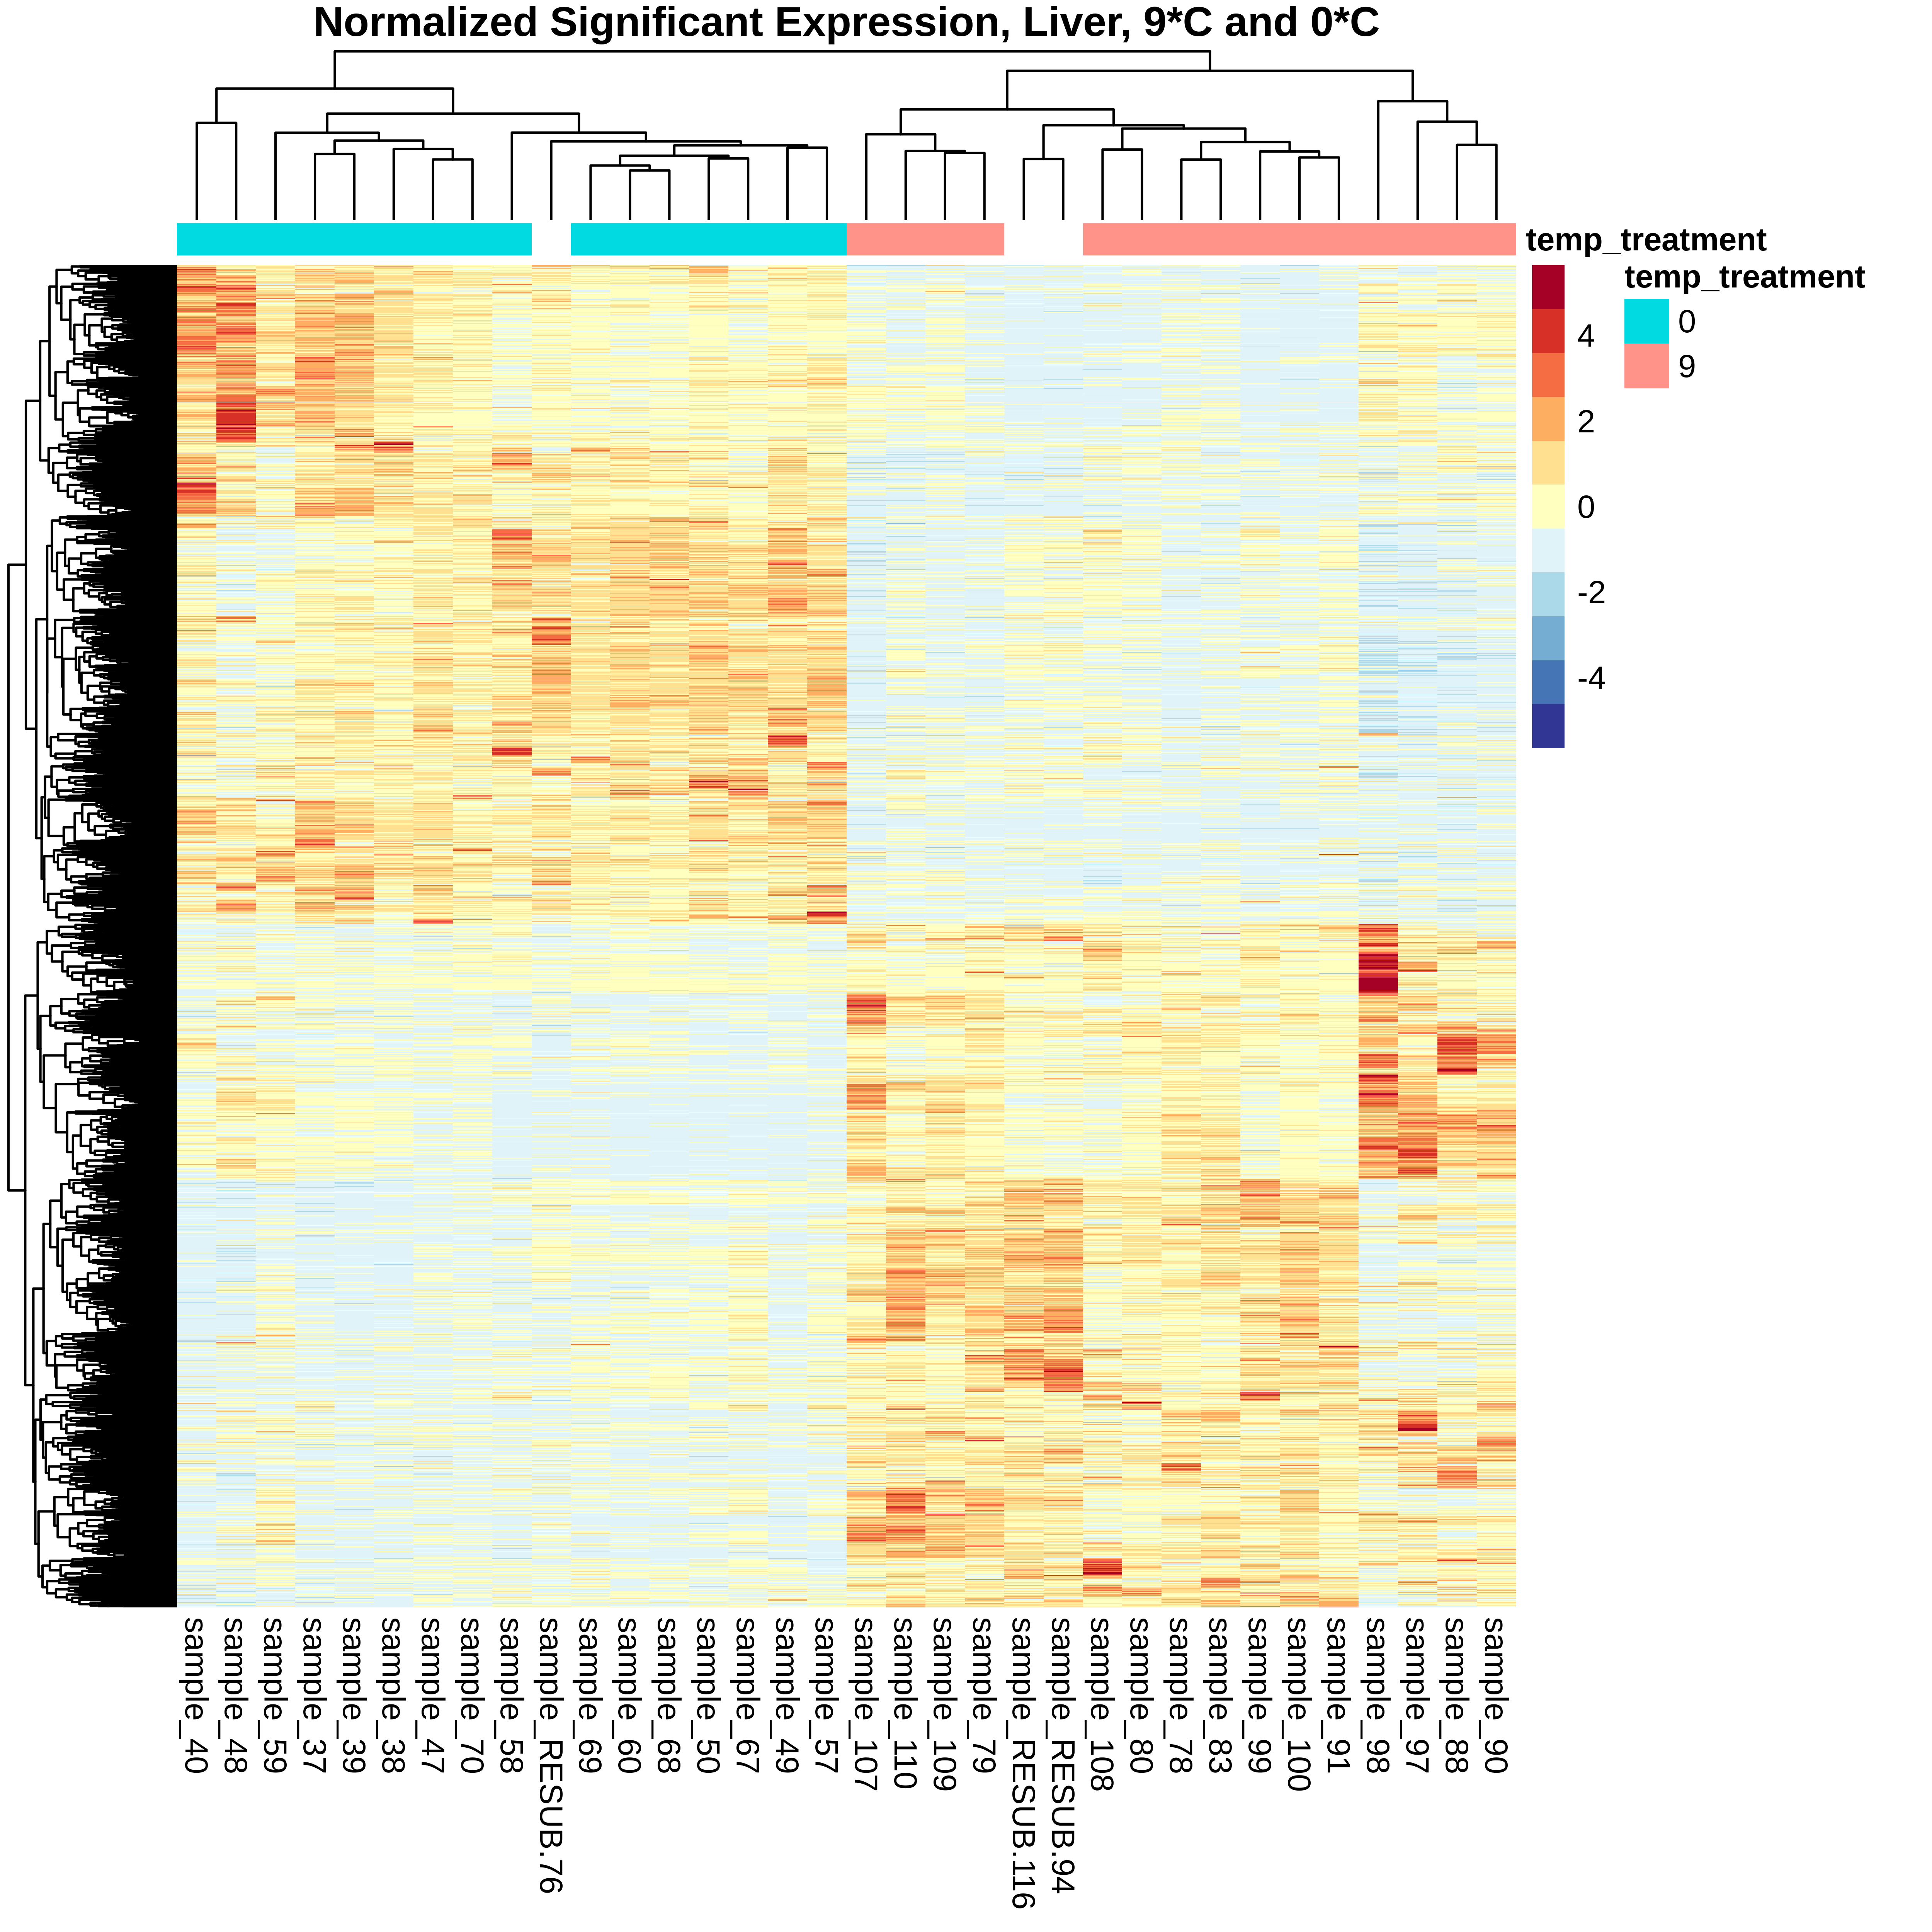 Normalized Significant Expression, Liver, 9*C and 0*C
temp_treatment
temp_treatment
0
9
4
2
0
-2
-4
sample_40
sample_48
sample_59
sample_37
sample_39
sample_38
sample_47
sample_70
sample_58
sample_RESUB.76
sample_69
sample_60
sample_68
sample_50
sample_67
sample_49
sample_57
sample_107
sample_110
sample_109
sample_79
sample_RESUB.116
sample_RESUB.94
sample_108
sample_80
sample_78
sample_83
sample_99
sample_100
sample_91
sample_98
sample_97
sample_88
sample_90